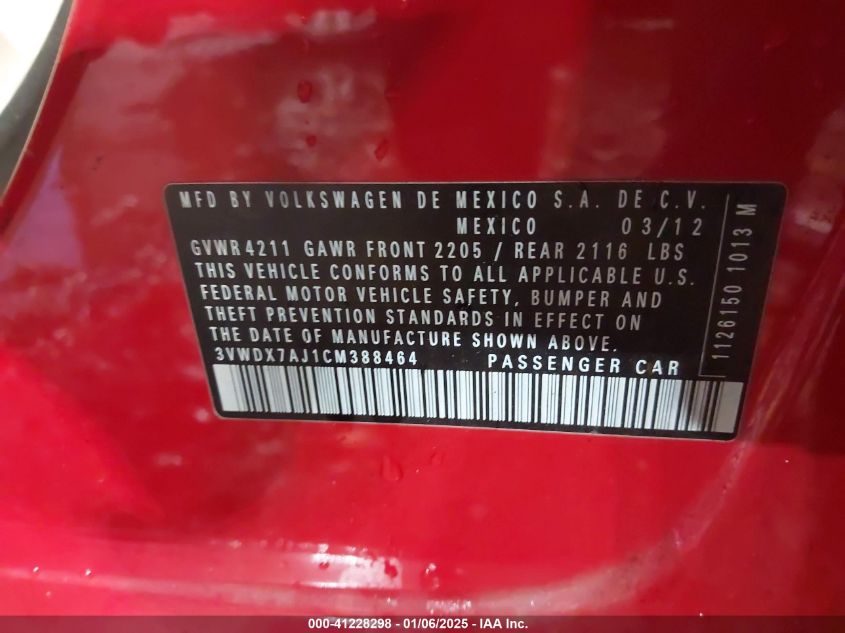 MFD BY VOLKSWAGEN DE MEXICO S.A. DE C.V.
MEXICO 03/12
GVWR 4211 GAWR FRONT 2205 / REAR 2116 LBS
THIS VEHICLE CONFORMS TO ALL APPLICABLE U.S.
FEDERAL MOTOR VEHICLE SAFETY, BUMPER AND
THEFT PREVENTION STANDARDS IN EFFECT ON
THE DATE OF MANUFACTURE SHOWN ABOVE.
3VWDX7AJ1CM388464 PASSENGER CAR
1126150 1013 M
000-41228298 - 01/06/2025 - IAA Inc.